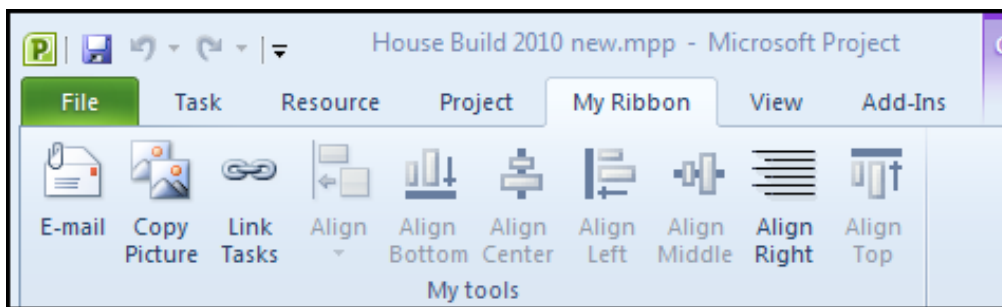 House Build 2010 new.mpp - Microsoft Project
File Task Resource Project My Ribbon View Add-Ins
E-mail Copy Picture Link Tasks Align Align Bottom Align Center Align Left Align Middle Align Right Align Top
My tools